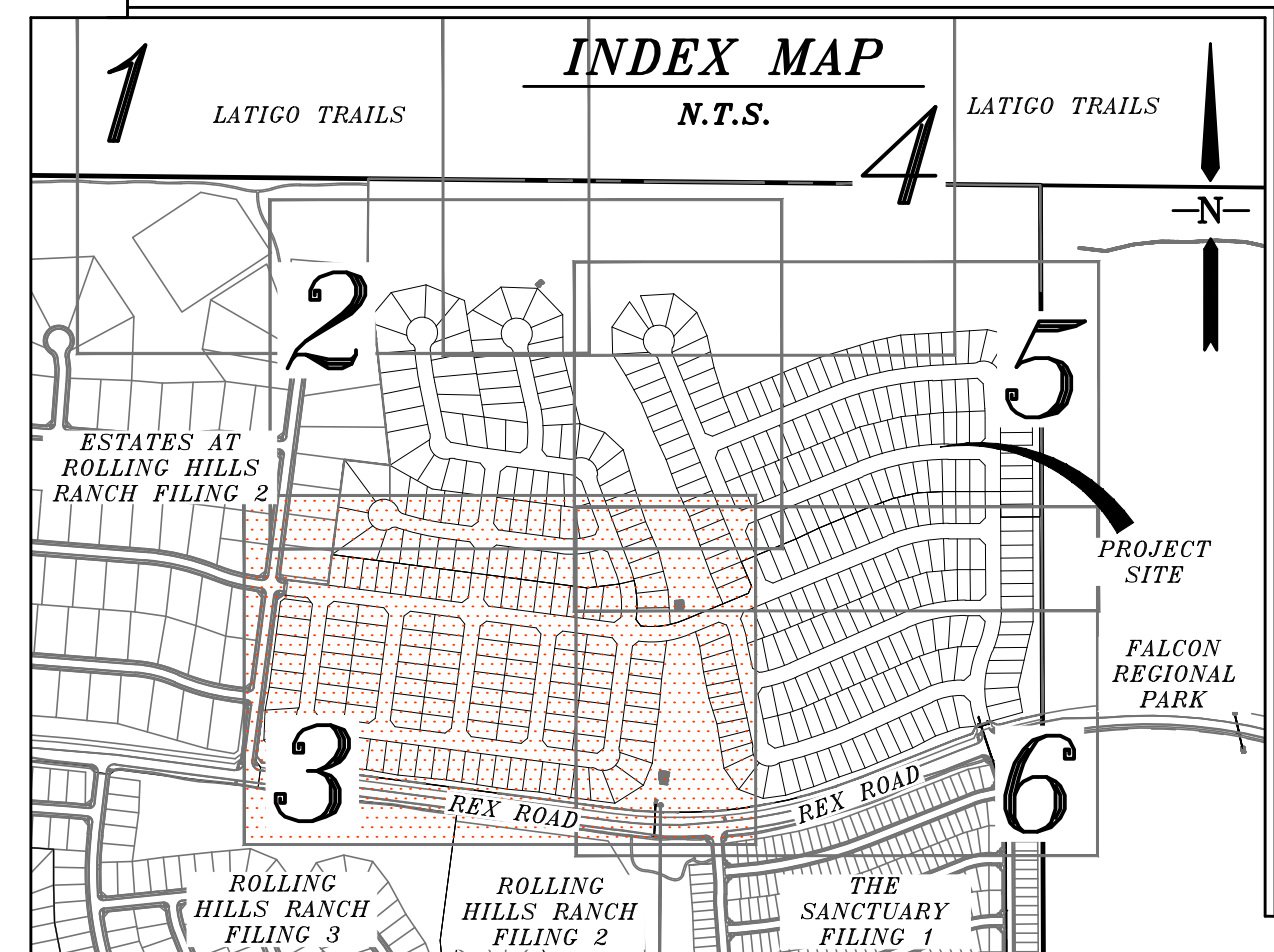 INDEX MAP
N.T.S.
1
LATIGO TRAILS
4
LATIGO TRAILS
N
2
5
ESTATES AT
ROLLING HILLS
RANCH FILING 2
PROJECT
SITE
FALCON
REGIONAL
PARK
3
6
REX ROAD
REX ROAD
ROLLING
HILLS RANCH
FILING 3
ROLLING
HILLS RANCH
FILING 2
THE
SANCTUARY
FILING 1